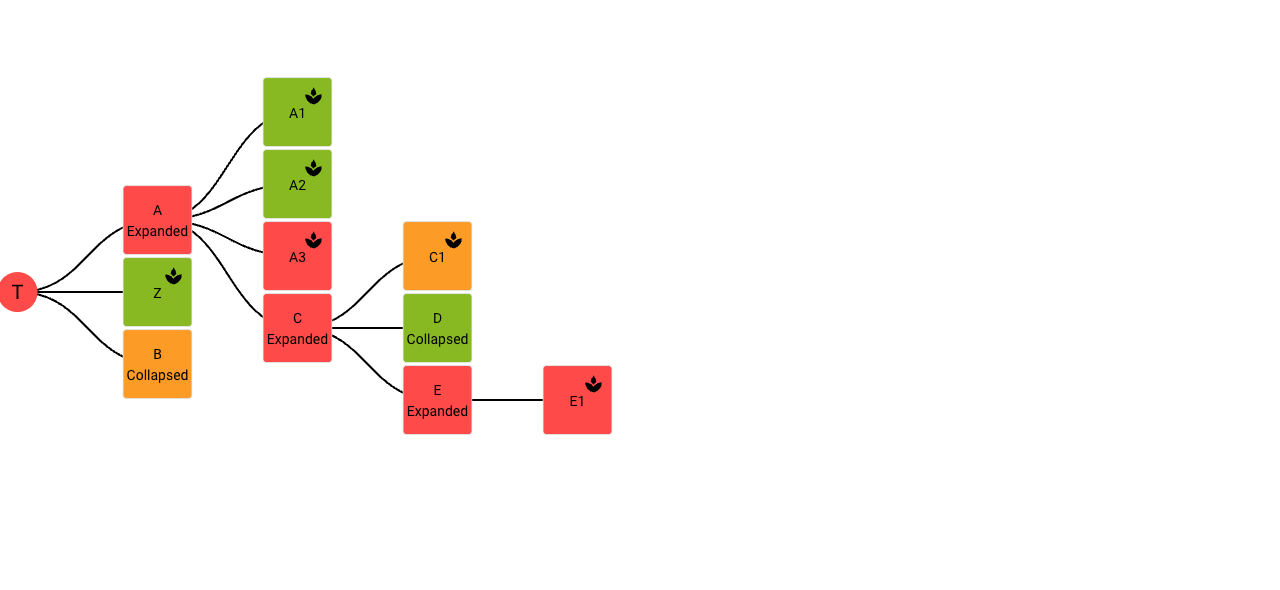 T
A
Expanded
Z
B
Collapsed
A1
A2
A3
C
Expanded
C1
D
Collapsed
E
Expanded
E1